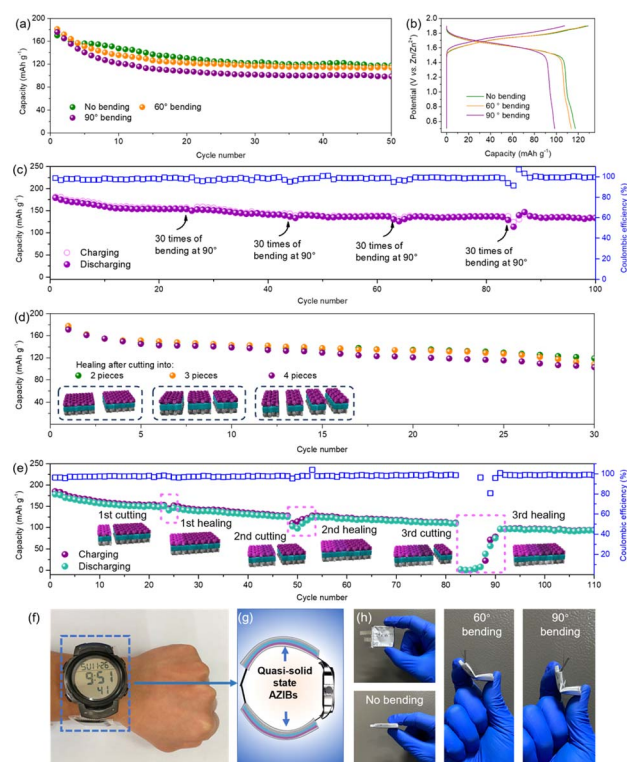 (a)
200
160
120
80
40
0
Capacity (mAh g⁻¹)
No bending
60° bending
90° bending
0
10
20
30
40
50
Cycle number
(b)
2.0
1.8
1.6
1.4
1.2
1.0
0.8
0.6
Potential (V vs. Zn/Zn²⁺)
No bending
60 ° bending
90 ° bending
0
30
60
90
120
Capacity (mAh g⁻¹)
(c)
250
200
150
100
50
0
Capacity (mAh g⁻¹)
30 times of
bending at 90°
30 times of
bending at 90°
30 times of
bending at 90°
30 times of
bending at 90°
Charging
Discharging
100
80
60
40
20
0
Coulombic efficiency (%)
0
20
40
60
80
100
Cycle number
(d)
200
160
120
80
40
Capacity (mAh g⁻¹)
Healing after cutting into:
2 pieces
3 pieces
4 pieces
0
5
10
15
20
25
30
Cycle number
(e)
250
200
150
100
50
0
Capacity (mAh g⁻¹)
1st cutting
1st healing
2nd cutting
2nd healing
3rd cutting
3rd healing
Charging
Discharging
100
80
60
40
20
0
Coulombic efficiency (%)
0
10
20
30
40
50
60
70
80
90
100
110
Cycle number
(f)
SU 11-26
9:51
41
(g)
Quasi-solid
state
AZIBs
(h)
No bending
60°
bending
90°
bending